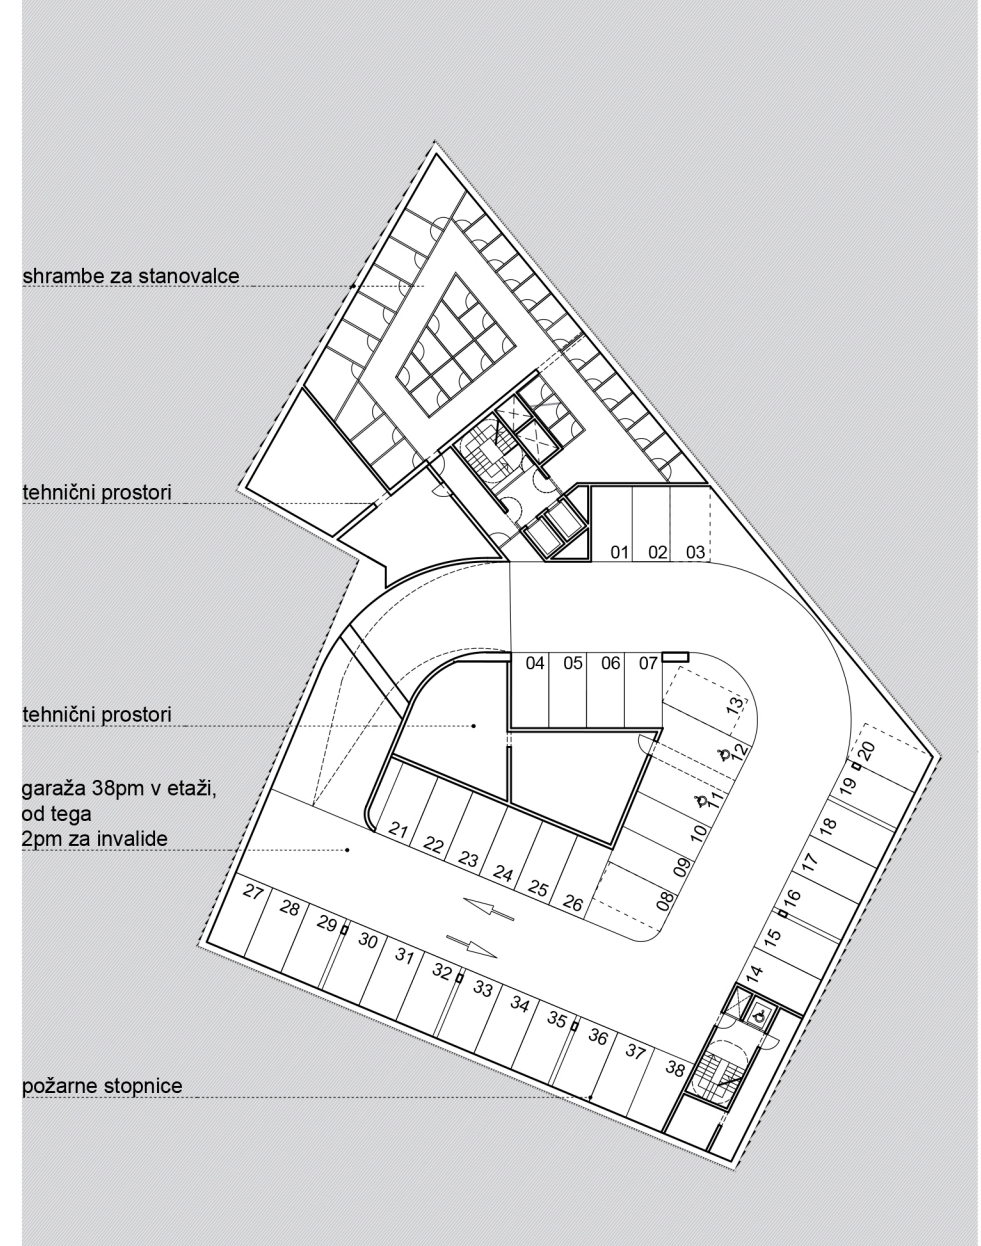 shrambe za stanovalce
tehnični prostori
01 02 03
04 05 06 07
tehnični prostori
13
12
11
10
09
08
20
19
18
17
16
15
14
garaža 38pm v etaži,
od tega
2pm za invalide
21 22 23 24 25 26
27 28 29 30 31 32 33 34 35 36 37 38
požarne stopnice